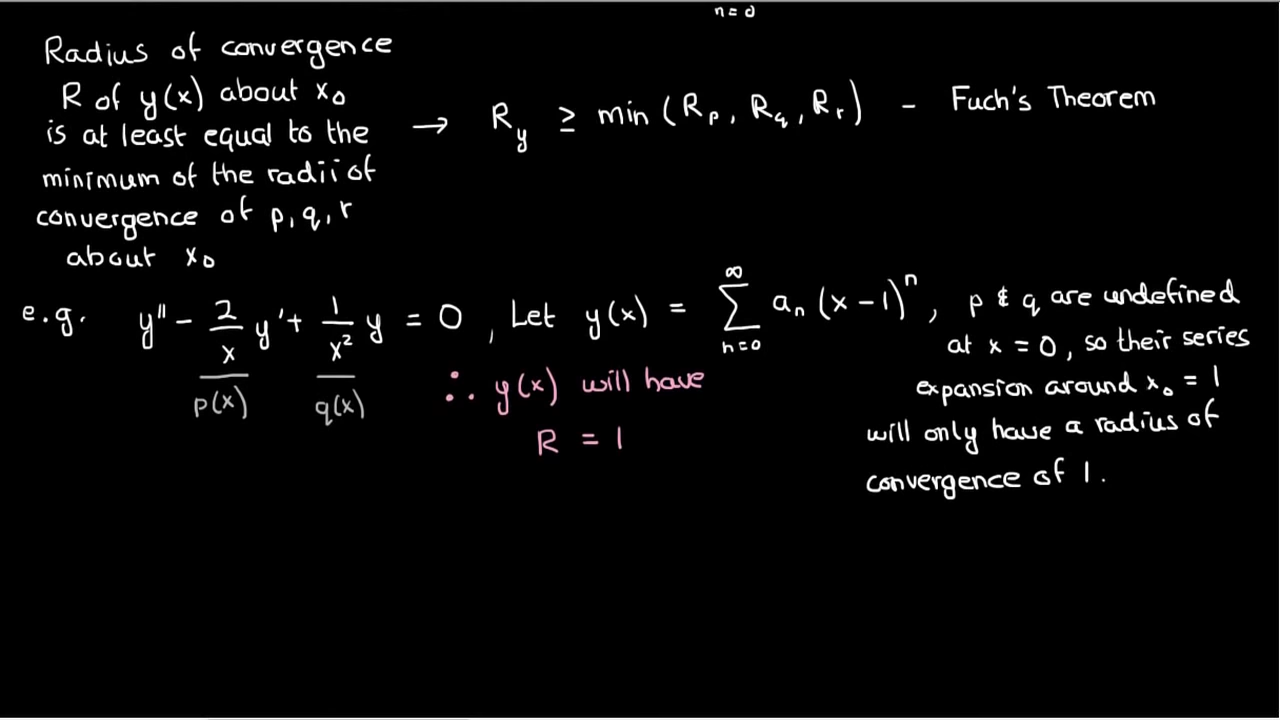 n=0
Radius of convergence
R of y(x) about x₀
is at least equal to the
minimum of the radii of
convergence of p, q, r
about x₀
→ R_y ≥ min (R_p, R_q, R_r) - Fuch's Theorem
e.g. y'' - 2/x y' + 1/x² y = 0, Let y(x) = ∑_{n=0}^{∞} a_n (x-1)^n, p & q are undefined
at x = 0, so their series
expansion around x₀ = 1
will only have a radius of
convergence of 1.
p(x) q(x)
∴ y(x) will have
R = 1